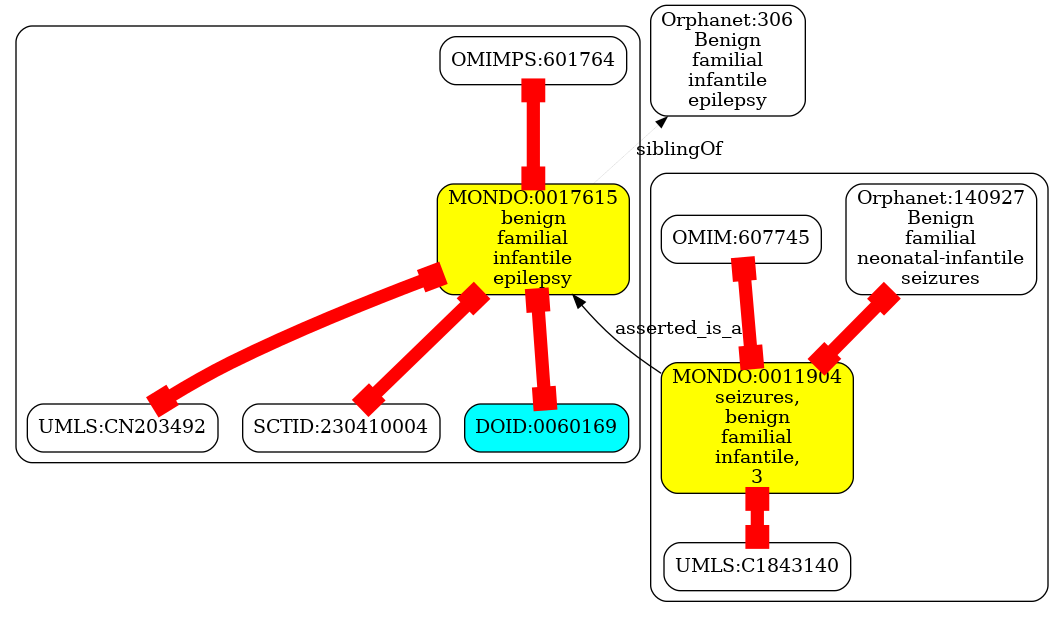 OMIMPS:601764
Orphanet:306
Benign
familial
infantile
epilepsy
siblingOf
MONDO:0017615
benign
familial
infantile
epilepsy
OMIM:607745
Orphanet:140927
Benign
familial
neonatal-infantile
seizures
asserted_is_a
UMLS:CN203492
SCTID:230410004
DOID:0060169
MONDO:0011904
seizures,
benign
familial
infantile,
3
UMLS:C1843140